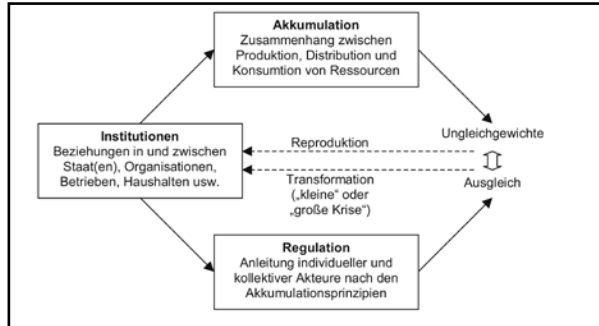 Akkumulation
Zusammenhang zwischen
Produktion, Distribution und
Konsumtion von Ressourcen
Institutionen
Beziehungen in und zwischen
Staat(en), Organisationen,
Betrieben, Haushalten usw.
Reproduktion
Transformation
(„kleine“ oder
„große Krise“)
Ungleichgewichte
Ausgleich
Regulation
Anleitung individueller und
kollektiver Akteure nach den
Akkumulationsprinzipien